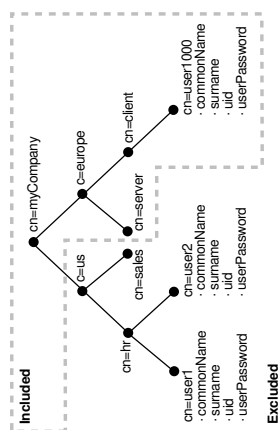 Included
cn=myCompany
c=us
c=europe
cn=hr
cn=sales
cn=server
cn=client
cn=user1
· commonName
· surname
· uid
· userPassword
cn=user2
· commonName
· surname
· uid
· userPassword
cn=user1000
· commonName
· surname
· uid
· userPassword
Excluded